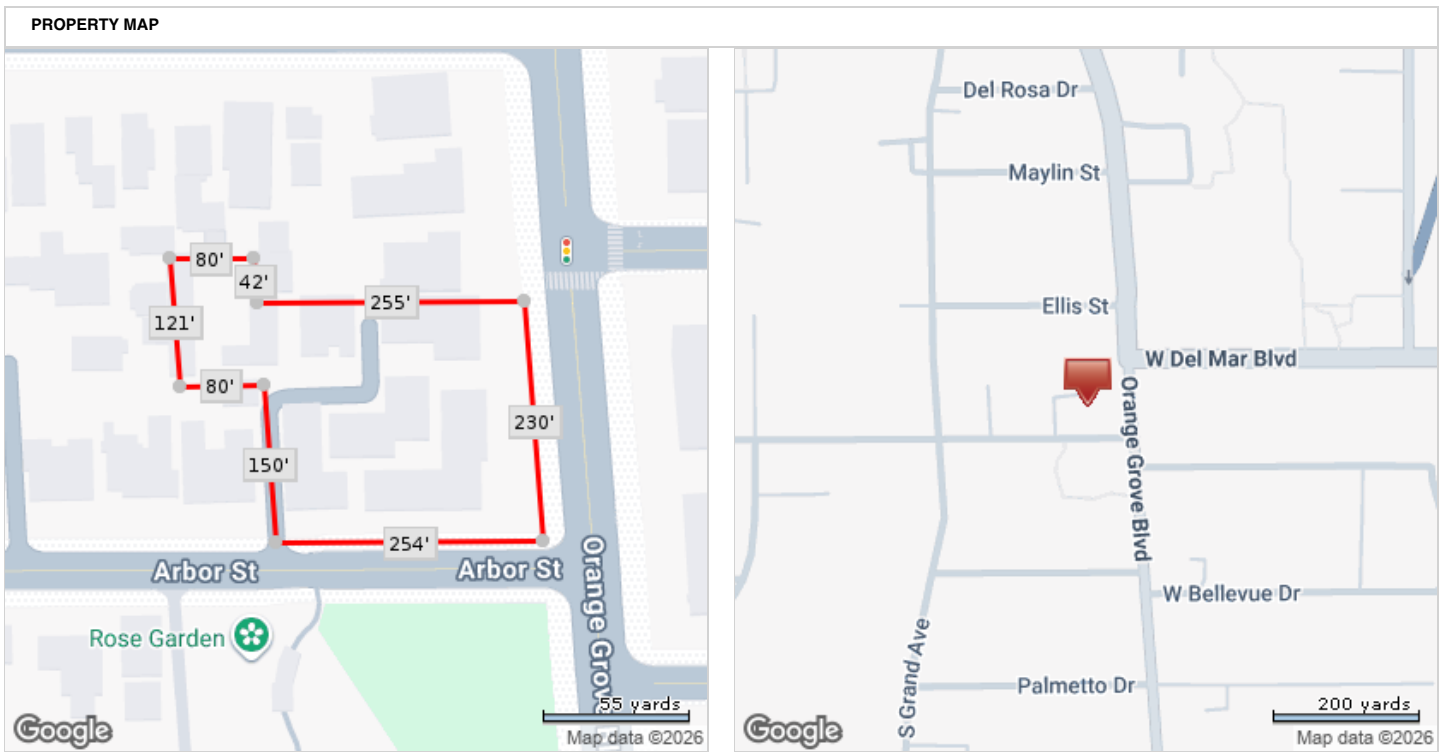 PROPERTY MAP
80'
42'
255'
121'
80'
230'
150'
254'
Arbor St
Arbor St
Orange Grov
Rose Garden
55 yards
Google
Map data ©2026
Del Rosa Dr
Maylin St
Ellis St
W Del Mar Blvd
Orange Grove Blvd
W Bellevue Dr
S Grand Ave
Palmetto Dr
200 yards
Google
Map data ©2026